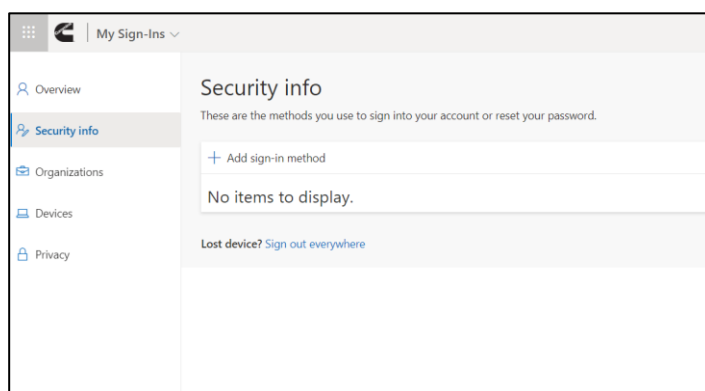 My Sign-Ins
Overview
Security info
Organizations
Devices
Privacy
Security info
These are the methods you use to sign into your account or reset your password.
Add sign-in method
No items to display.
Lost device? Sign out everywhere